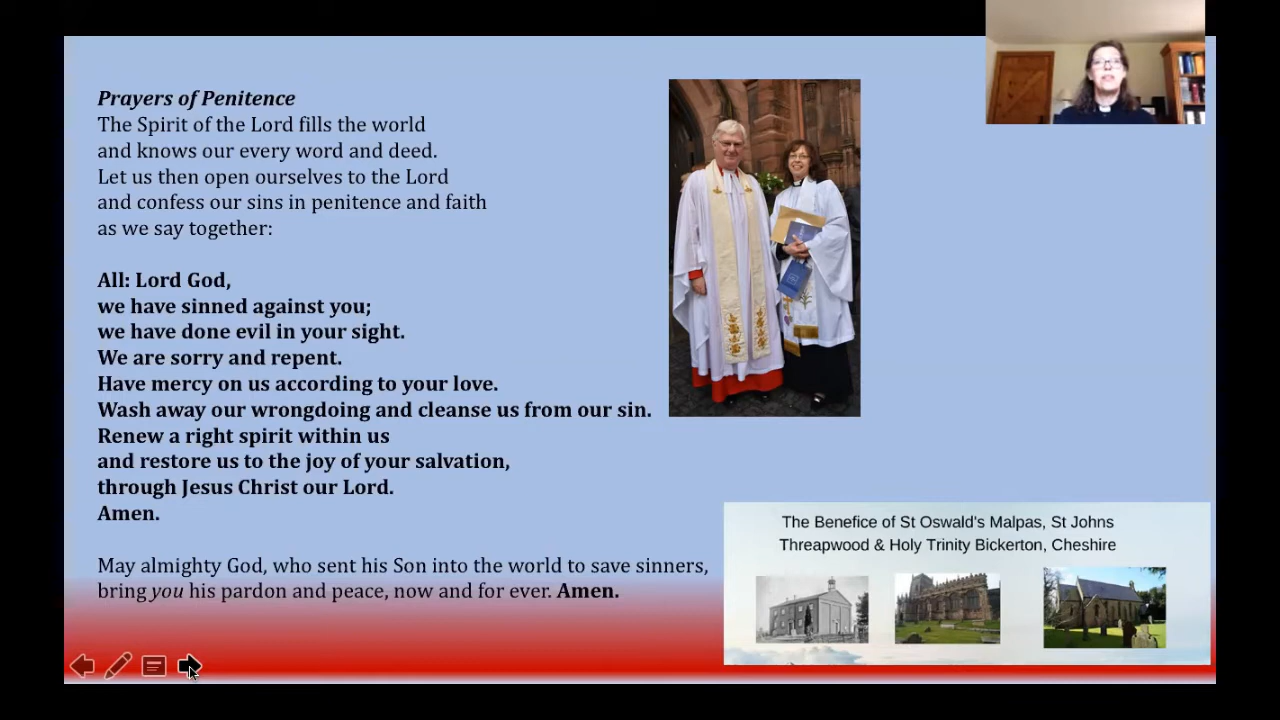 Prayers of Penitence
The Spirit of the Lord fills the world
and knows our every word and deed.
Let us then open ourselves to the Lord
and confess our sins in penitence and faith
as we say together:
All: Lord God,
we have sinned against you;
we have done evil in your sight.
We are sorry and repent.
Have mercy on us according to your love.
Wash away our wrongdoing and cleanse us from our sin.
Renew a right spirit within us
and restore us to the joy of your salvation,
through Jesus Christ our Lord.
Amen.
May almighty God, who sent his Son into the world to save sinners,
bring you his pardon and peace, now and for ever. Amen.
The Benefice of St Oswald's Malpas, St Johns
Threapwood & Holy Trinity Bickerton, Cheshire